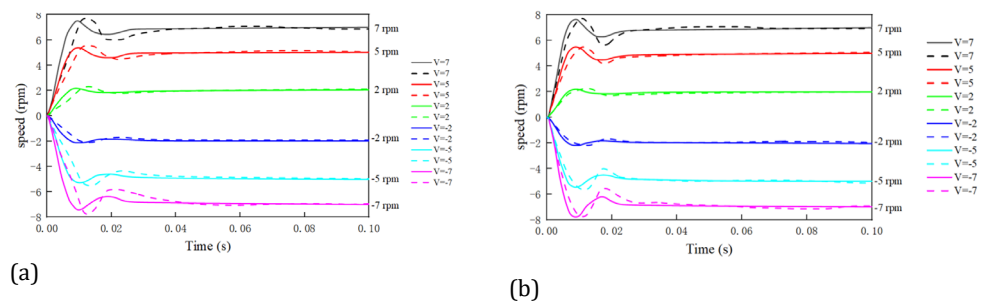 8
6
4
2
0
-2
-4
-6
8
speed (rpm)
0. 00
0. 02
0. 04
0. 06
0. 08
0. 10
Time (s)
7 rpm
5 rpm
2 rpm
-2 rpm
-5 rpm
-7 rpm
V=7
V=7
V=5
V=5
V=2
V=2
V=-2
V=-2
V=-5
V=-5
V=-7
V=-7
(a)
8
6
4
2
0
-2
-4
-6
-8
speed (rpm)
0. 00
0. 02
0. 04
0. 06
0. 08
0. 10
Time (s)
7 rpm
5 rpm
2 rpm
-2 rpm
-5 rpm
-7 rpm
V=7
V=7
V=5
V=5
V=2
V=2
V=-2
V=-2
V=-5
V=-5
V=-7
V=-7
(b)